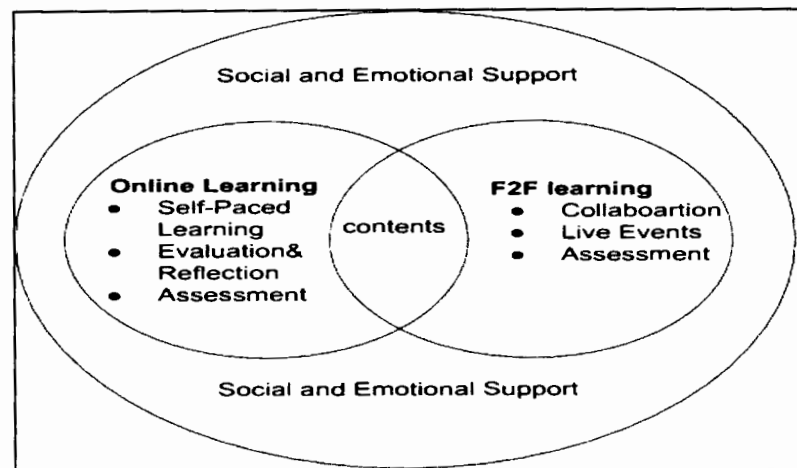 Social and Emotional Support
Online Learning
● Self-Paced
Learning
● Evaluation&
Reflection
● Assessment
contents
F2F learning
● Collaboartion
● Live Events
● Assessment
Social and Emotional Support